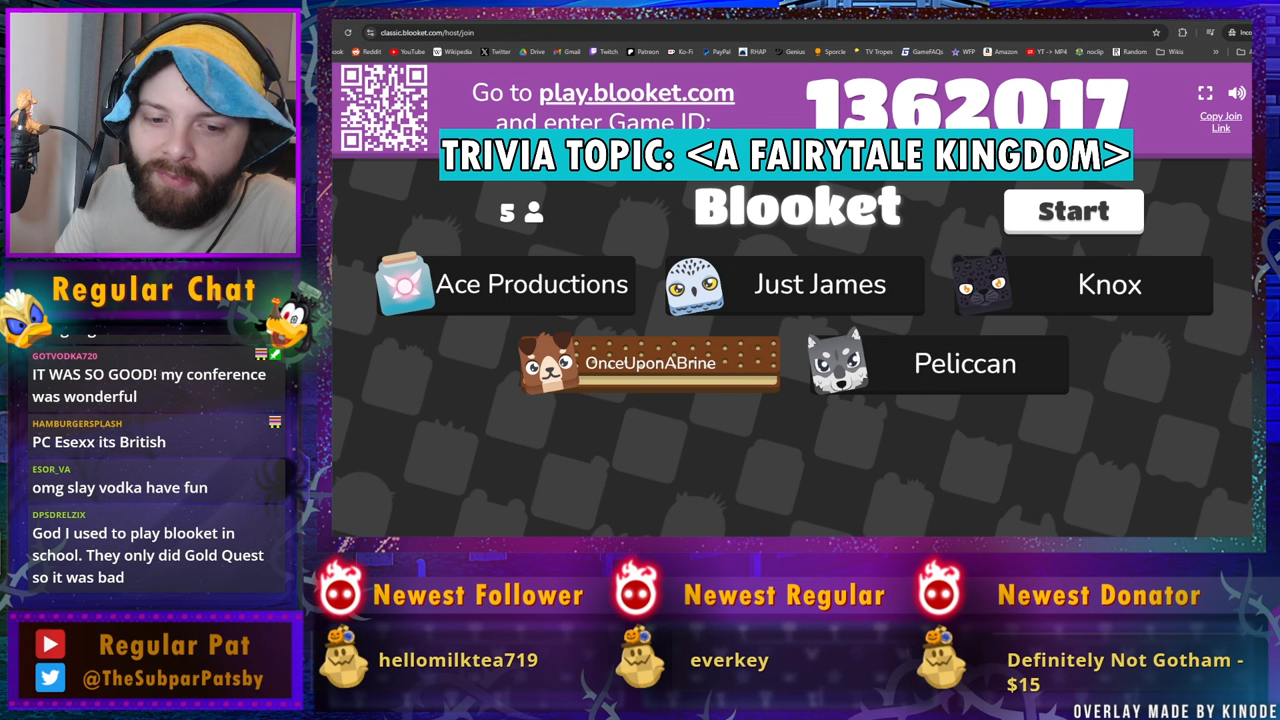 classic.blooket.com/host/join
Reddit YouTube Wikipedia Twitter Drive Gmail Twitch Patreon Ko-Fi PayPal RHAP Genius Sporcle TV Tropes GameFAQs WFP Amazon YT -> MP4 noclip Random Wikis
Go to play.blooket.com
and enter Game ID:
1362017
Copy Join
Link
TRIVIA TOPIC: <A FAIRYTALE KINGDOM>
5
Blooket
Start
Ace Productions
Just James
Knox
OnceUponABrine
Peliccan
Regular Chat
GOTVODKA720
IT WAS SO GOOD! my conference
was wonderful
HAMBURGERSPLASH
PC Esexx its British
ESOR_VA
omg slay vodka have fun
DPSDRELZIX
God I used to play blooket in
school. They only did Gold Quest
so it was bad
Regular Pat
@TheSubparPatsby
Newest Follower
hellomilktea719
Newest Regular
everkey
Newest Donator
Definitely Not Gotham -
$15
OVERLAY MADE BY KINODE